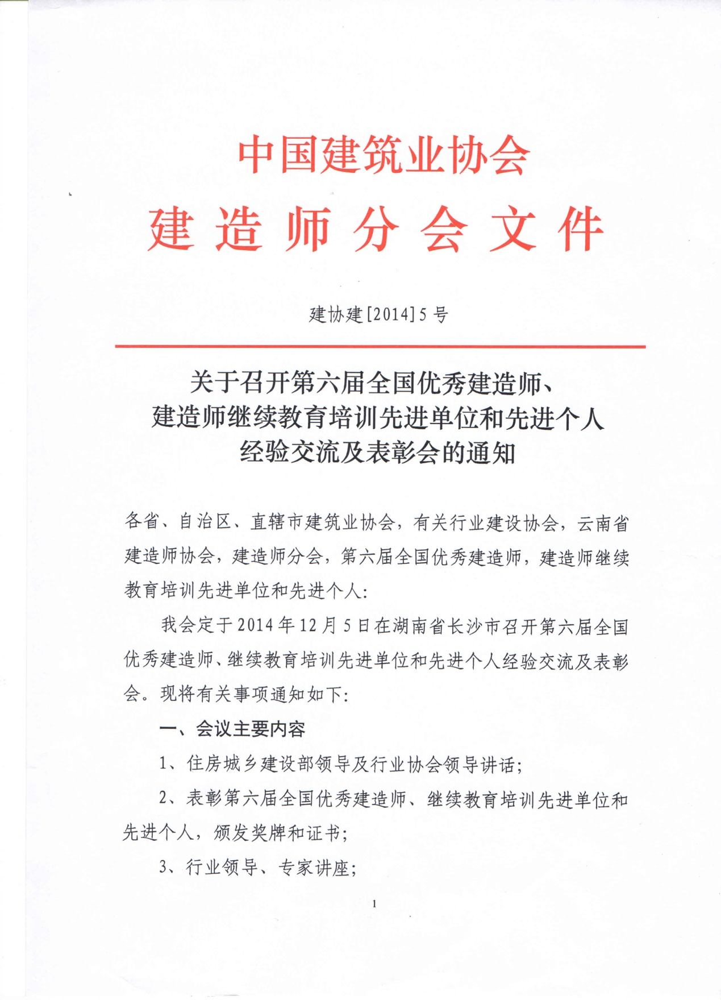 中国建筑业协会
建造师分会文件
建协建[2014]5号
关于召开第六届全国优秀建造师、
建造师继续教育培训先进单位和先进个人
经验交流及表彰会的通知
各省、自治区、直辖市建筑业协会，有关行业建设协会，云南省
建造师协会，建造师分会，第六届全国优秀建造师，建造师继续
教育培训先进单位和先进个人：
我会定于2014年12月5日在湖南省长沙市召开第六届全国
优秀建造师、继续教育培训先进单位和先进个人经验交流及表彰
会。现将有关事项通知如下：
一、会议主要内容
1、住房城乡建设部领导及行业协会领导讲话；
2、表彰第六届全国优秀建造师、继续教育培训先进单位和
先进个人，颁发奖牌和证书；
3、行业领导、专家讲座；
1